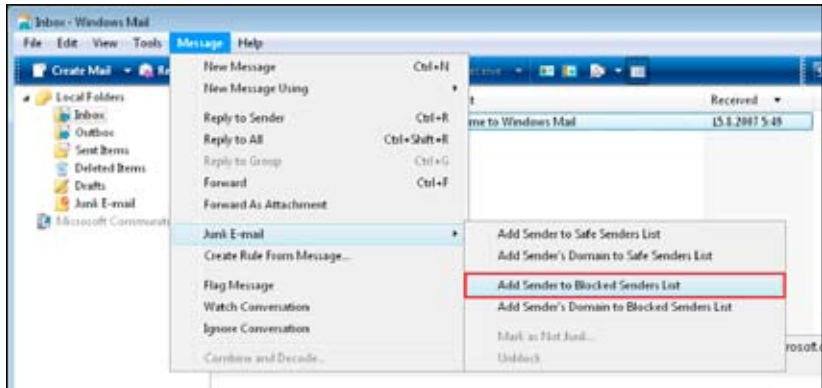 Inbox - Windows Mail
File Edit View Tools Message Help
Create Mail
New Message Ctrl+N
New Message Using
Reply to Sender Ctrl+R
Reply to All Ctrl+Shift+R
Reply to Group Ctrl+G
Forward Ctrl+F
Forward As Attachment
Junk E-mail
Create Rule From Message...
Flag Message
Watch Conversation
Ignore Conversation
Combine and Decode...
Local Folders
Inbox
Outbox
Sent Items
Deleted Items
Drafts
Junk E-mail
Microsoft
Received
to Windows Mail 15.1.2007 5:49
Add Sender to Safe Senders List
Add Sender's Domain to Safe Senders List
Add Sender to Blocked Senders List
Add Sender's Domain to Blocked Senders List
Mark as Not Junk...
Unblock